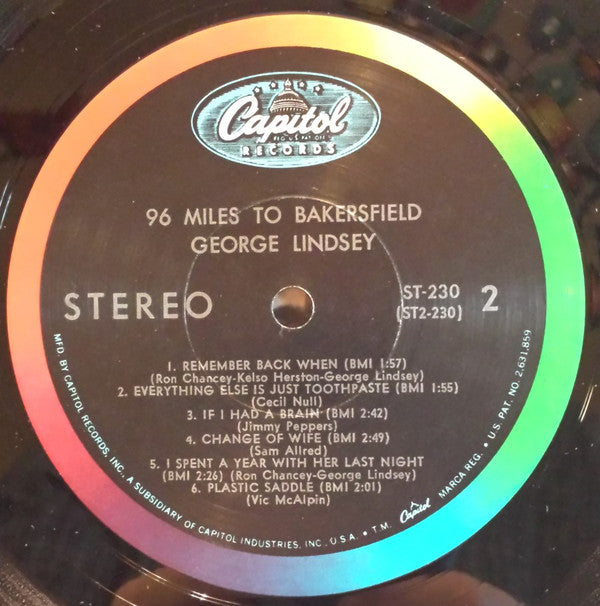 Capitol
REG. U.S. PAT. OFF.
RECORDS
96 MILES TO BAKERSFIELD
GEORGE LINDSEY
STEREO
ST-230
(ST2-230)
2
1. REMEMBER BACK WHEN (BMI 1:57)
(Ron Chancey-Kelso Herston-George Lindsey)
2. EVERYTHING ELSE IS JUST TOOTHPASTE (BMI 1:55)
(Cecil Null)
3. IF I HAD A BRAIN (BMI 2:42)
(Jimmy Peppers)
4. CHANGE OF WIFE (BMI 2:49)
(Sam Allred)
5. I SPENT A YEAR WITH HER LAST NIGHT
(BMI 2:26) (Ron Chancey-George Lindsey)
6. PLASTIC SADDLE (BMI 2:01)
(Vic McAlpin)
MFD. BY CAPITOL RECORDS, INC., A SUBSIDIARY OF CAPITOL INDUSTRIES, INC., U.S.A. • T.M. Capitol MARCA REG. • U.S. PAT. NO. 2,631,859